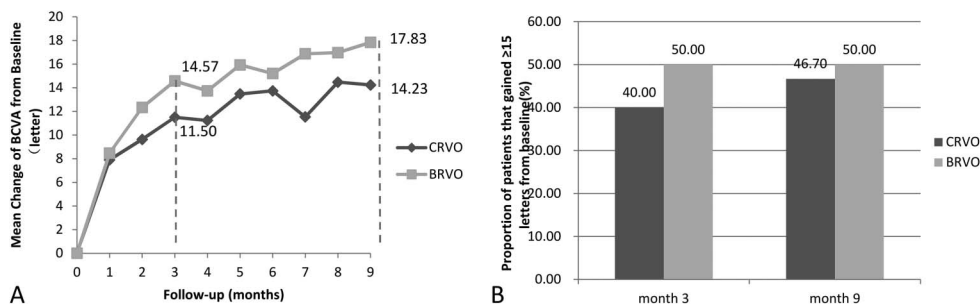 Mean Change of BCVA from Baseline
（letter)
20
18
16
14
12
10
8
6
4
2
0
14.57
11.50
17.83
14.23
0 1 2 3 4 5 6 7 8 9
Follow-up (months)
CRVO
BRVO
A
Proportion of patients that gained ≥15
letters from baseline(%)
60.00
50.00
40.00
30.00
20.00
10.00
0.00
40.00
50.00
46.70
50.00
month 3
month 9
CRVO
BRVO
B